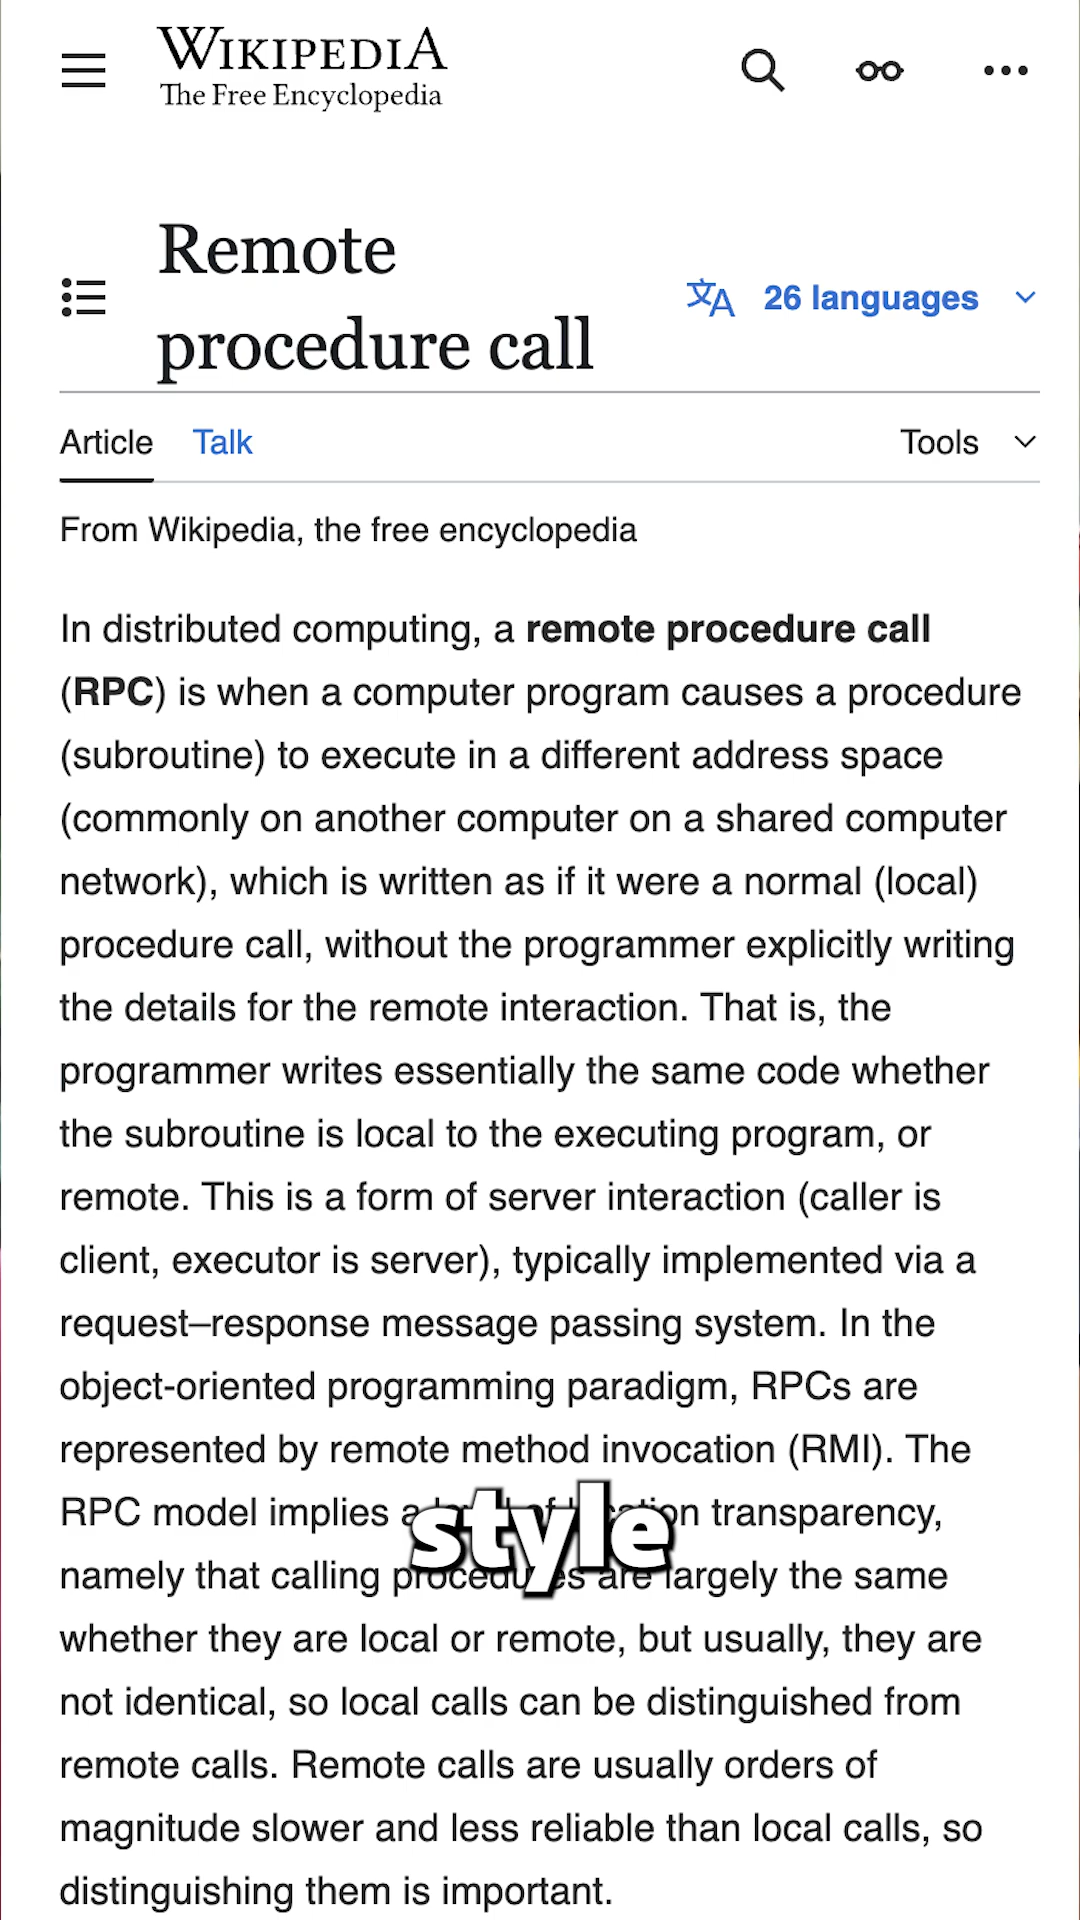 WIKIPEDIA
The Free Encyclopedia
Remote
procedure call
26 languages
Article Talk Tools
From Wikipedia, the free encyclopedia
In distributed computing, a remote procedure call
(RPC) is when a computer program causes a procedure
(subroutine) to execute in a different address space
(commonly on another computer on a shared computer
network), which is written as if it were a normal (local)
procedure call, without the programmer explicitly writing
the details for the remote interaction. That is, the
programmer writes essentially the same code whether
the subroutine is local to the executing program, or
remote. This is a form of server interaction (caller is
client, executor is server), typically implemented via a
request–response message passing system. In the
object-oriented programming paradigm, RPCs are
represented by remote method invocation (RMI). The
RPC model implies a level of location transparency,
style
namely that calling procedures are largely the same
whether they are local or remote, but usually, they are
not identical, so local calls can be distinguished from
remote calls. Remote calls are usually orders of
magnitude slower and less reliable than local calls, so
distinguishing them is important.